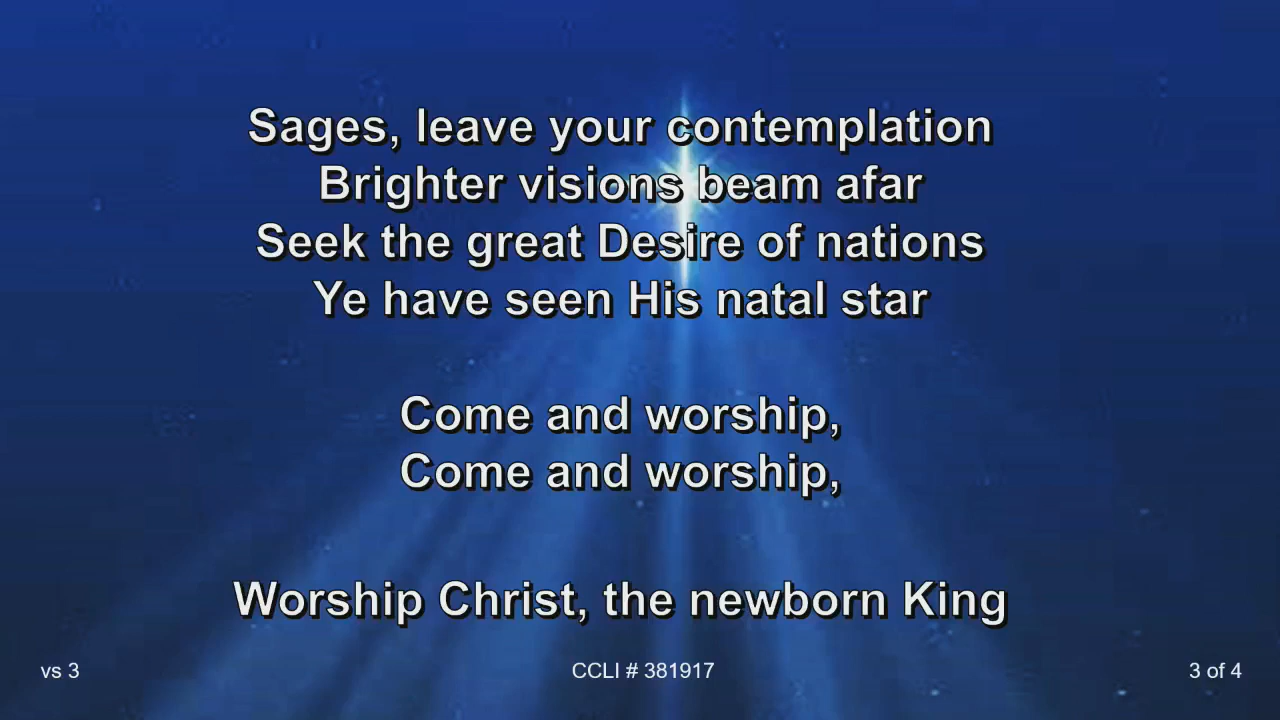 Sages, leave your contemplation
Brighter visions beam afar
Seek the great Desire of nations
Ye have seen His natal star
Come and worship,
Come and worship,
Worship Christ, the newborn King
vs 3
CCLI # 381917
3 of 4